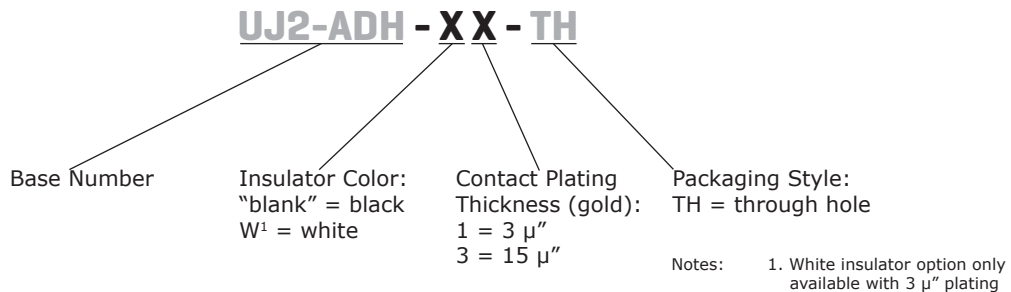 UJ2-ADH - X X - TH
Base Number
Insulator Color:
"blank" = black
W¹ = white
Contact Plating
Thickness (gold):
1 = 3 µ"
3 = 15 µ"
Packaging Style:
TH = through hole
Notes: 1. White insulator option only
available with 3 µ" plating